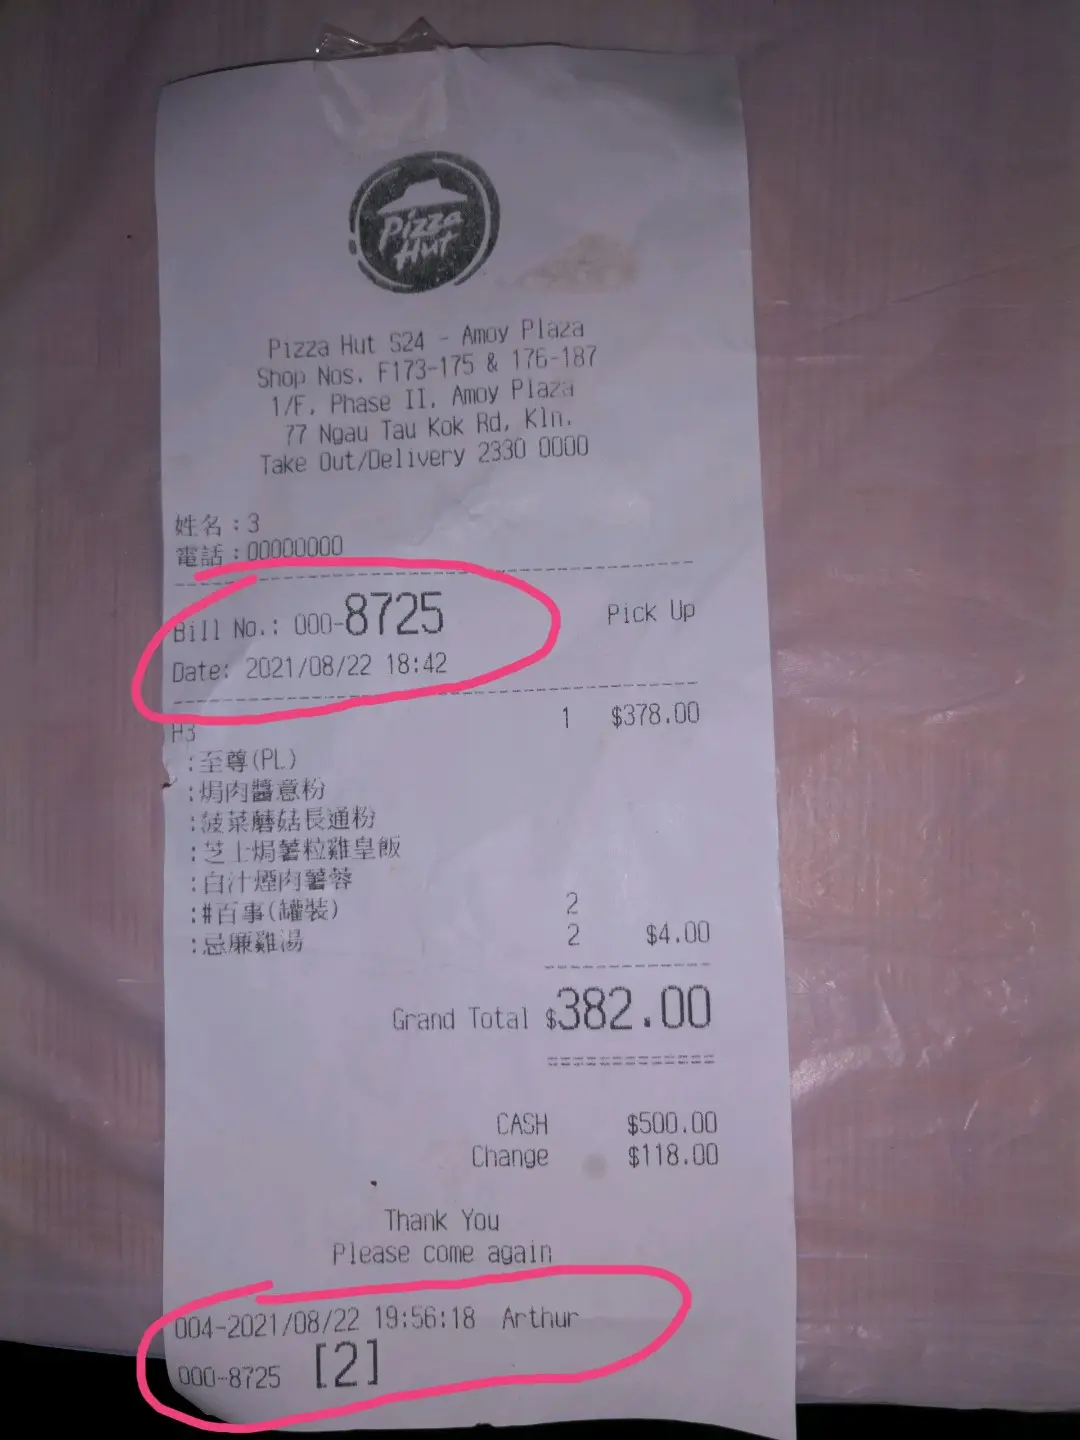 Pizza
Hut
Pizza Hut S24 - Amoy Plaza
Shop Nos. F173-175 & 176-187
1/F, Phase II, Amoy Plaza
77 Ngau Tau Kok Rd, Kln.
Take Out/Delivery 2330 0000
姓名：3
電話：00000000
Bill No.: 000-8725 Pick Up
Date: 2021/08/22 18:42
H3 1 $378.00
:至尊(PL)
:焗肉醬意粉
:菠菜蘑菇長通粉
:芝士焗薯粒雞皇飯
:白汁煙肉薯蓉
:#百事(罐裝) 2
:忌廉雞湯 2 $4.00
Grand Total $382.00
CASH $500.00
Change $118.00
Thank You
Please come again
004-2021/08/22 19:56:18 Arthur
000-8725 [2]